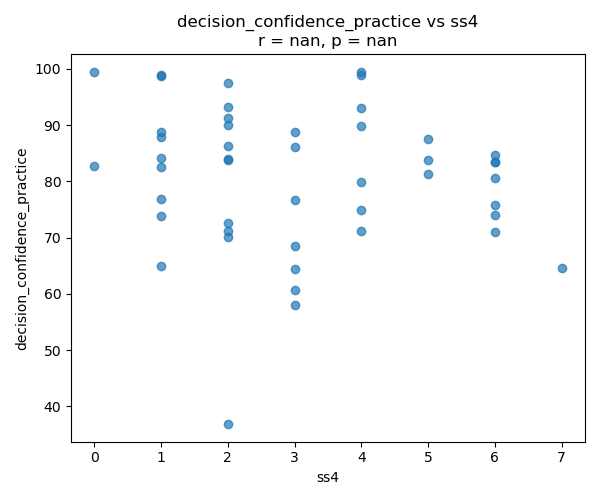 decision_confidence_practice vs ss4
r = nan, p = nan
100
90
80
70
60
50
40
decision_confidence_practice
0 1 2 3 4 5 6 7
ss4